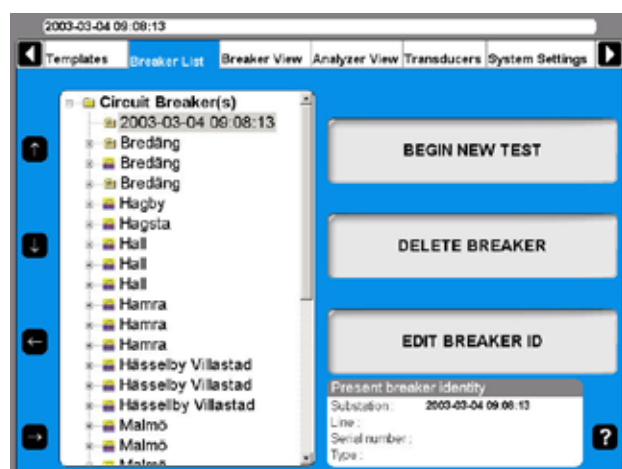 2003-03-04 09:08:13
Templates Breaker List Breaker View Analyzer View Transducers System Settings
Circuit Breaker(s)
2003-03-04 09:08:13
Bredäng
Bredäng
Bredäng
Hagby
Hagsta
Hall
Hall
Hall
Hamra
Hamra
Hamra
Hässelby Villastad
Hässelby Villastad
Hässelby Villastad
Malmö
Malmö
Malmö
BEGIN NEW TEST
DELETE BREAKER
EDIT BREAKER ID
Present breaker identity
Substation: 2003-03-04 09:08:13
Line:
Serial number:
Type:
?